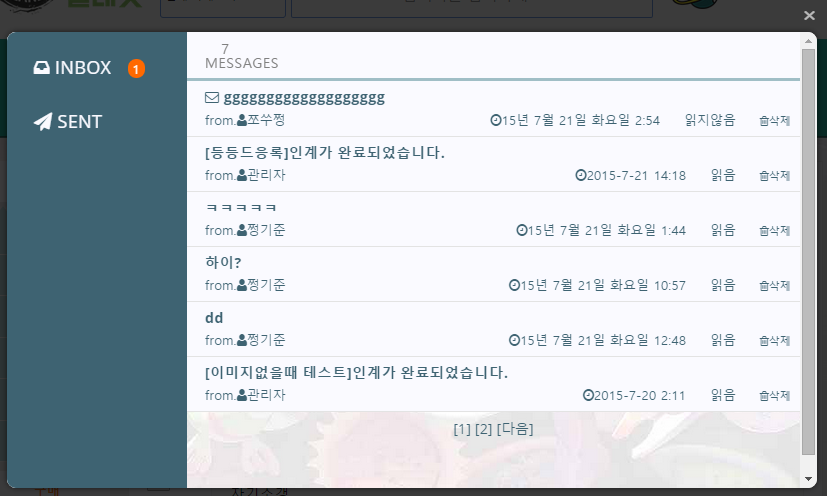 INBOX 1
SENT
7
MESSAGES
ggggggggggggggggggg
from.쪼쑤쩡 15년 7월 21일 화요일 2:54 읽지않음 삭제
[등등드응록]인계가 완료되었습니다.
from.관리자 2015-7-21 14:18 읽음 삭제
ㅋㅋㅋㅋㅋ
from.쩡기준 15년 7월 21일 화요일 1:44 읽음 삭제
하이?
from.쩡기준 15년 7월 21일 화요일 10:57 읽음 삭제
dd
from.쩡기준 15년 7월 21일 화요일 12:48 읽음 삭제
[이미지없을때 테스트]인계가 완료되었습니다.
from.관리자 2015-7-20 2:11 읽음 삭제
[1] [2] [다음]